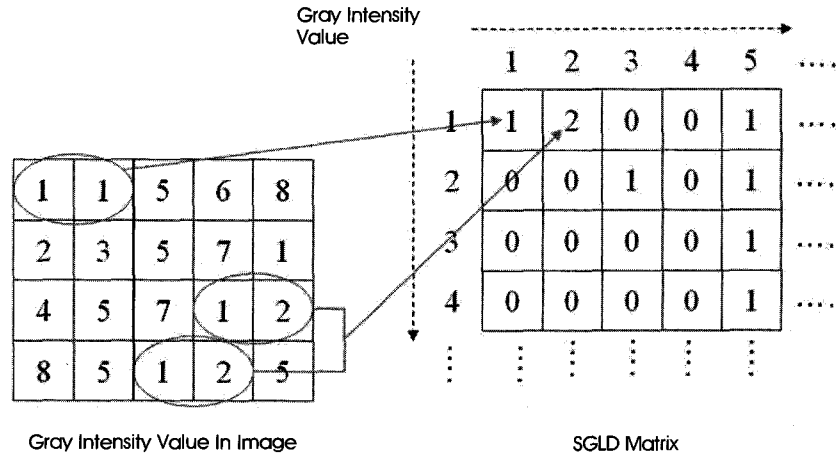 Gray Intensity
Value
1 2 3 4 5 ....
1 1 2 0 0 1 ....
2 0 0 1 0 1 ....
3 0 0 0 0 1 ....
4 0 0 0 0 1 ....
1 1 5 6 8
2 3 5 7 1
4 5 7 1 2
8 5 1 2 5
Gray Intensity Value In Image
SGLD Matrix